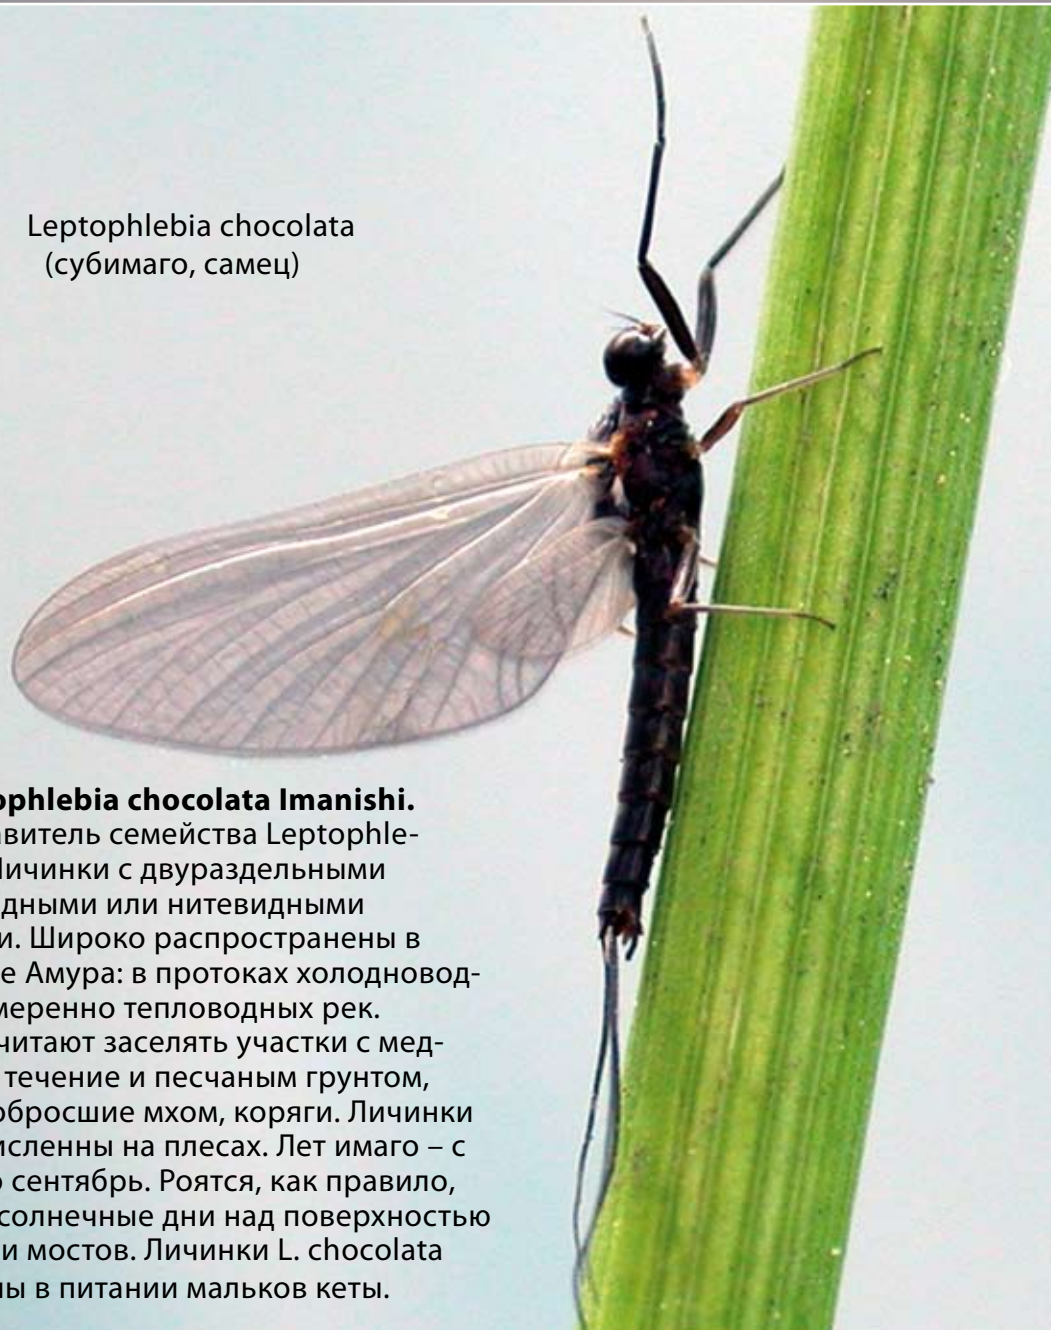 Leptophlebia chocolata
(субимаго, самец)
ophlebia chocolata Imanishi.
авитель семейства Leptophle-
Личинки с двураздельными
дными или нитевидными
и. Широко распространены в
е Амура: в протоках холодновод-
меренно тепловодных рек.
читают заселять участки с мед-
течение и песчаным грунтом,
обросшие мхом, коряги. Личинки
исленны на плесах. Лет имаго – с
о сентябрь. Роятся, как правило,
солнечные дни над поверхностью
и мостов. Личинки L. chocolata
ны в питании мальков кеты.